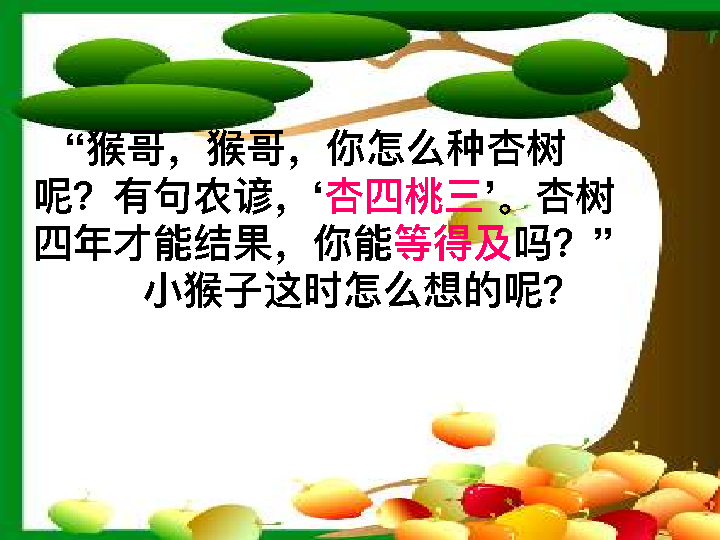 “猴哥，猴哥，你怎么种杏树
呢？有句农谚，‘杏四桃三’。杏树
四年才能结果，你能等得及吗？”
小猴子这时怎么想的呢？